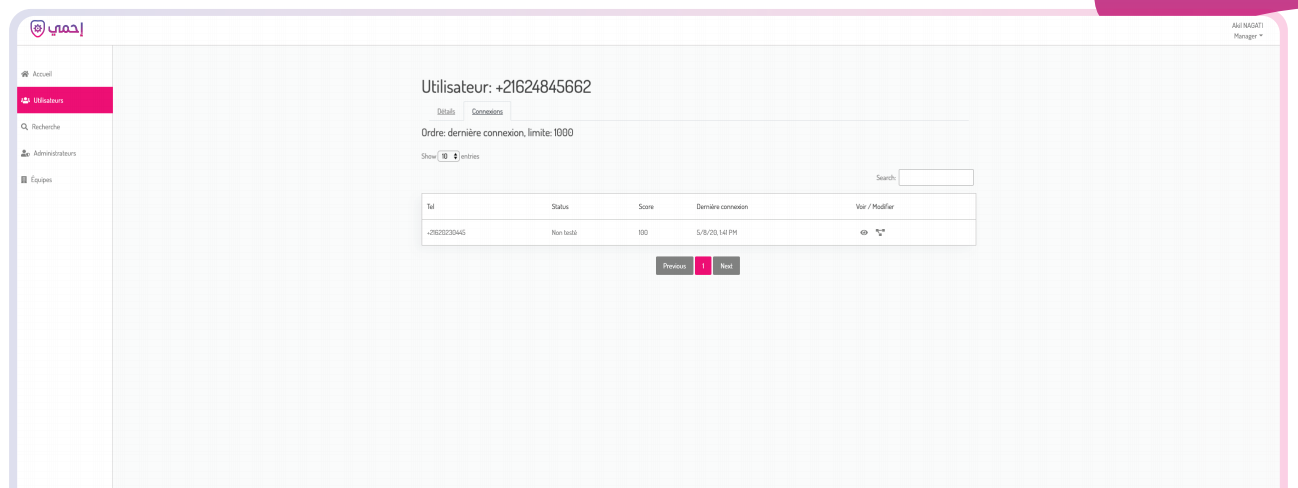 إحمي
Akil NAGATI
Manager
Accueil
Utilisateurs
Recherche
Administrateurs
Équipes
Utilisateur: +21624845662
Détails Connexions
Ordre: dernière connexion, limite: 1000
Show 10 entries
Search:
Tel Status Score Dernière connexion Voir / Modifier
+21620230445 Non testé 100 5/8/20, 1:41 PM
Previous 1 Next